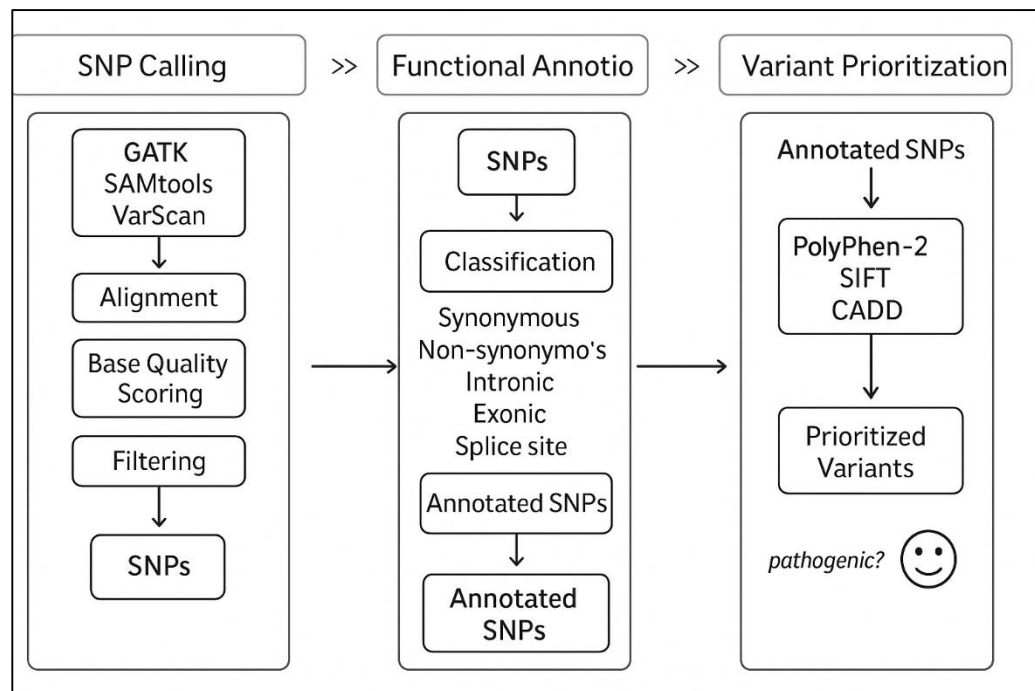 SNP Calling >> Functional Annotio >> Variant Prioritization
GATK
SAMtools
VarScan
Alignment
Base Quality
Scoring
Filtering
SNPs
SNPs
Classification
Synonymous
Non-synonymo's
Intronic
Exonic
Splice site
Annotated SNPs
Annotated
SNPs
Annotated SNPs
PolyPhen-2
SIFT
CADD
Prioritized
Variants
pathogenic?